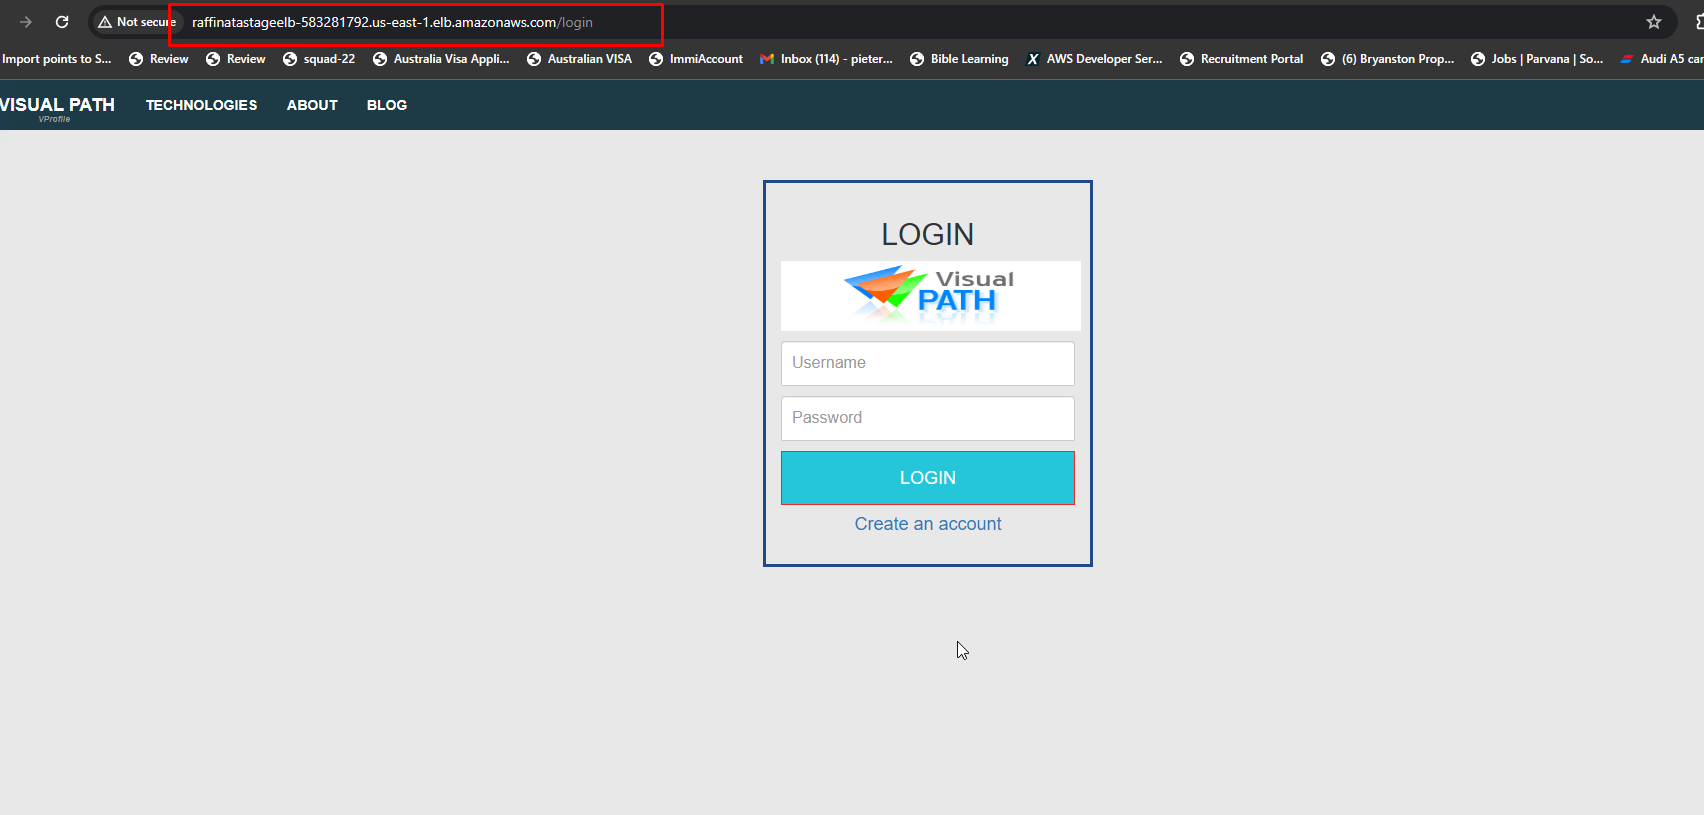 Not secure raffinatastageelb-583281792.us-east-1.elb.amazonaws.com/login
Import points to S... Review Review squad-22 Australia Visa Appli... Australian VISA ImmiAccount Inbox (114) - pieter... Bible Learning AWS Developer Ser... Recruitment Portal (6) Bryanston Prop... Jobs | Parvana | So... Audi A5 car
VISUAL PATH TECHNOLOGIES ABOUT BLOG
VProfile
LOGIN
Visual
PATH
Username
Password
LOGIN
Create an account